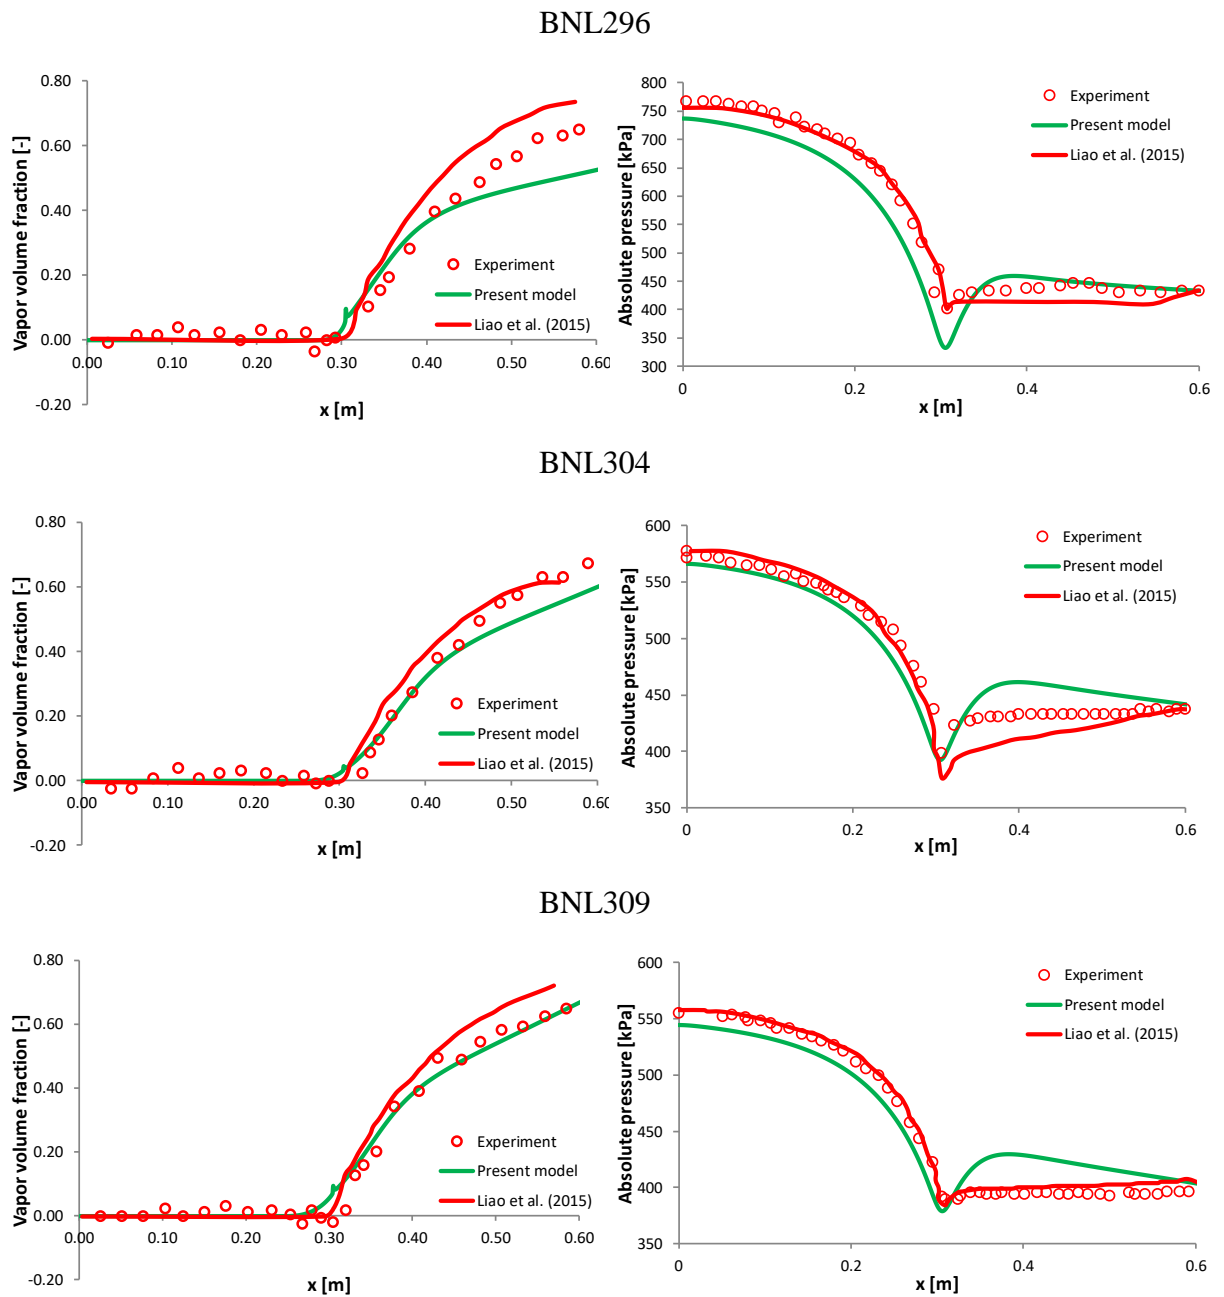 BNL296
0.80
0.60
0.40
0.20
0.00
-0.20
Vapor volume fraction [-]
0.00 0.10 0.20 0.30 0.40 0.50 0.60
x [m]
Experiment
Present model
Liao et al. (2015)
800
750
700
650
600
550
500
450
400
350
300
Absolute pressure [kPa]
0 0.2 0.4 0.6
x [m]
Experiment
Present model
Liao et al. (2015)
BNL304
0.80
0.60
0.40
0.20
0.00
-0.20
Vapor volume fraction [-]
0.00 0.10 0.20 0.30 0.40 0.50 0.60
x [m]
Experiment
Present model
Liao et al. (2015)
600
550
500
450
400
350
Absolute pressure [kPa]
0 0.2 0.4 0.6
x [m]
Experiment
Present model
Liao et al. (2015)
BNL309
0.80
0.60
0.40
0.20
0.00
-0.20
Vapor volume fraction [-]
0.00 0.10 0.20 0.30 0.40 0.50 0.60
x [m]
Experiment
Present model
Liao et al. (2015)
600
550
500
450
400
350
Absolute pressure [kPa]
0 0.2 0.4 0.6
x [m]
Experiment
Present model
Liao et al. (2015)